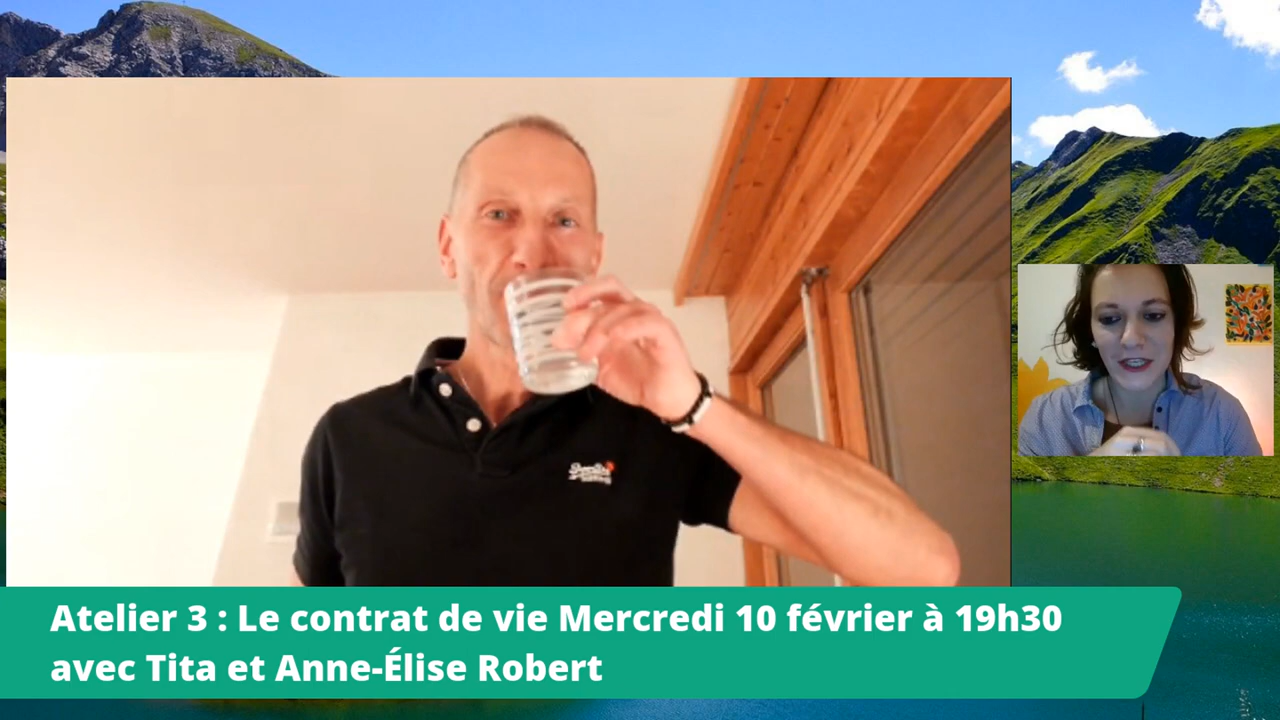 Atelier 3 : Le contrat de vie Mercredi 10 février à 19h30
avec Tita et Anne-Élise Robert